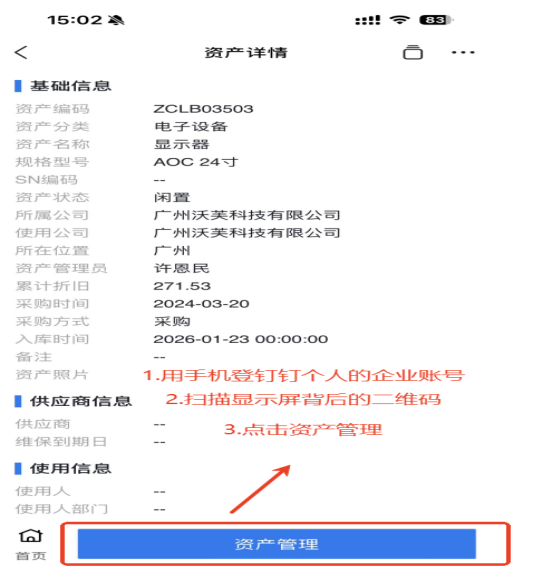 15:02
83
资产详情
基础信息
资产编码 ZCLB03503
资产分类 电子设备
资产名称 显示器
规格型号 AOC 24寸
SN编码 --
资产状态 闲置
所属公司 广州沃芙科技有限公司
使用公司 广州沃芙科技有限公司
所在位置 广州
资产管理员 许恩民
累计折旧 271.53
采购时间 2024-03-20
采购方式 采购
入库时间 2026-01-23 00:00:00
备注 --
资产照片
1.用手机登钉钉个人的企业账号
2.扫描显示屏背后的二维码
供应商信息
供应商 --
3.点击资产管理
维保到期日 --
使用信息
使用人 --
使用人部门 --
首页
资产管理